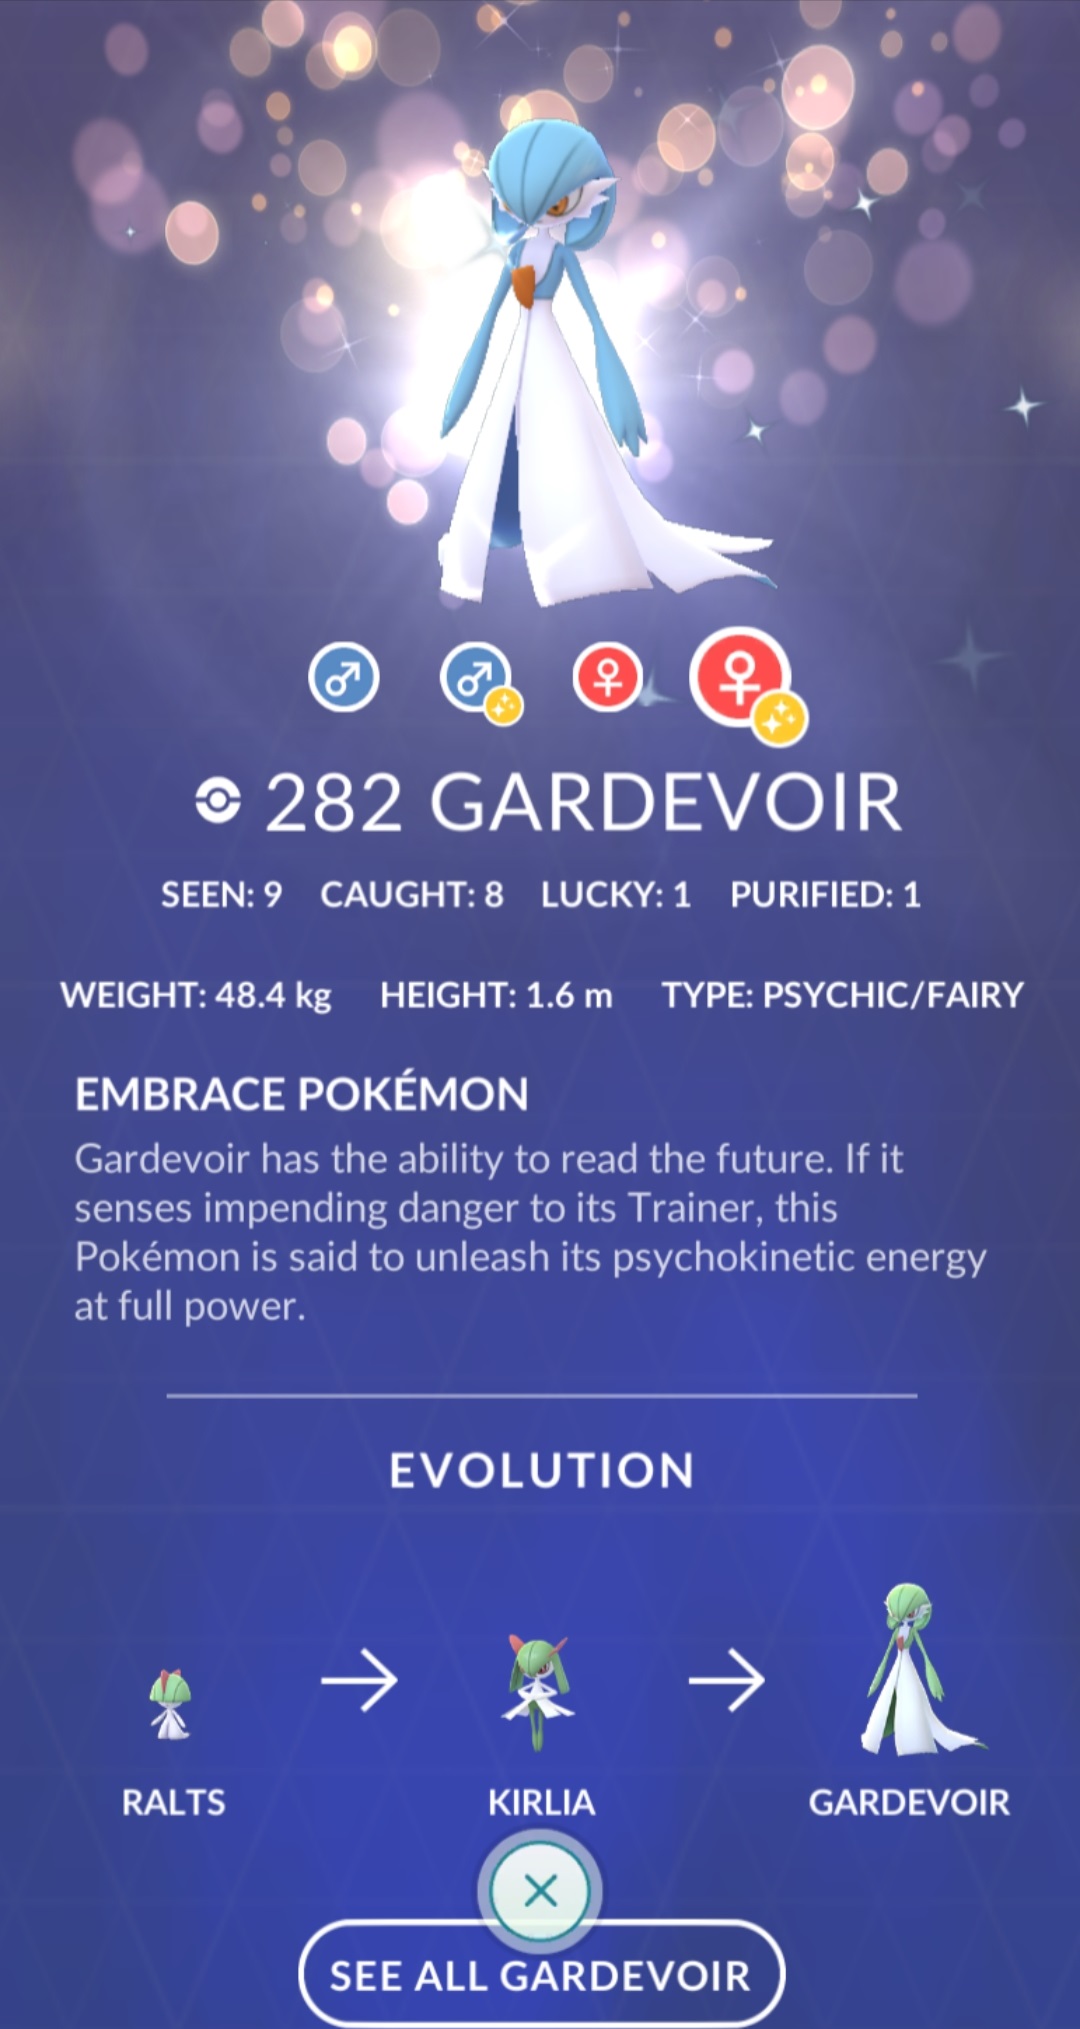 282 GARDEVOIR
SEEN: 9 CAUGHT: 8 LUCKY: 1 PURIFIED: 1
WEIGHT: 48.4 kg HEIGHT: 1.6 m TYPE: PSYCHIC/FAIRY
EMBRACE POKÉMON
Gardevoir has the ability to read the future. If it
senses impending danger to its Trainer, this
Pokémon is said to unleash its psychokinetic energy
at full power.
EVOLUTION
RALTS KIRLIA GARDEVOIR
SEE ALL GARDEVOIR